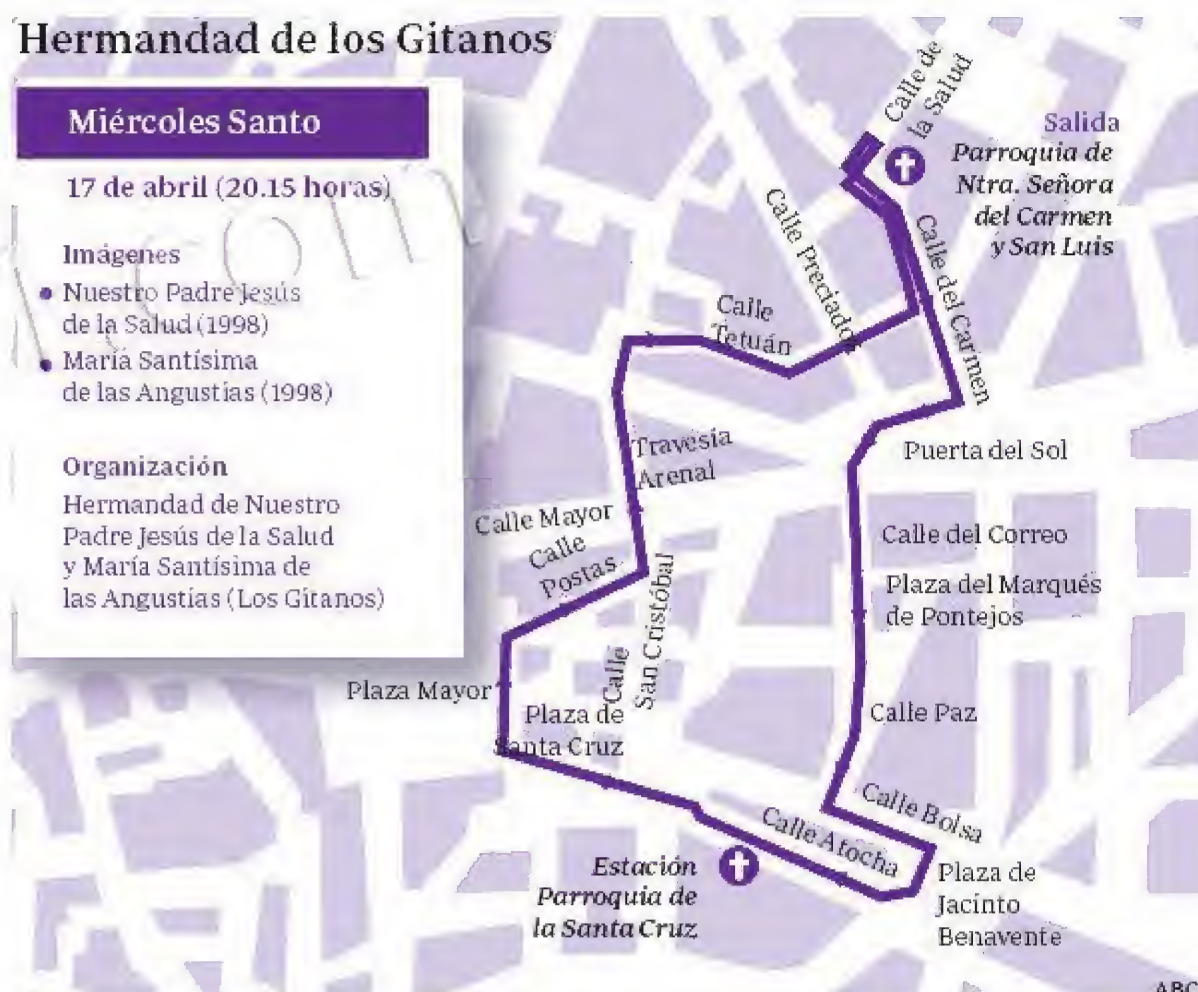 Hermandad de los Gitanos
Miércoles Santo
17 de abril (20.15 horas)
Imágenes
• Nuestro Padre Jesús
de la Salud (1998)
• María Santísima
de las Angustias (1998)
Organización
Hermandad de Nuestro
Padre Jesús de la Salud
y María Santísima de
las Angustias (Los Gitanos)
Calle de
la Salud
Salida
Parroquia de
Ntra. Señora
del Carmen
y San Luis
Calle Preciados
Calle del Carmen
Calle
Tetuán
Travesía
Arenal
Puerta del Sol
Calle Mayor
Calle
Postas
Calle del Correo
Plaza del Marqués
de Pontejos
Calle
San Cristóbal
Plaza Mayor
Plaza de
Santa Cruz
Calle Paz
Calle Bolsa
Calle Atocha
Estación
Parroquia de
la Santa Cruz
Plaza de
Jacinto
Benavente
ABC